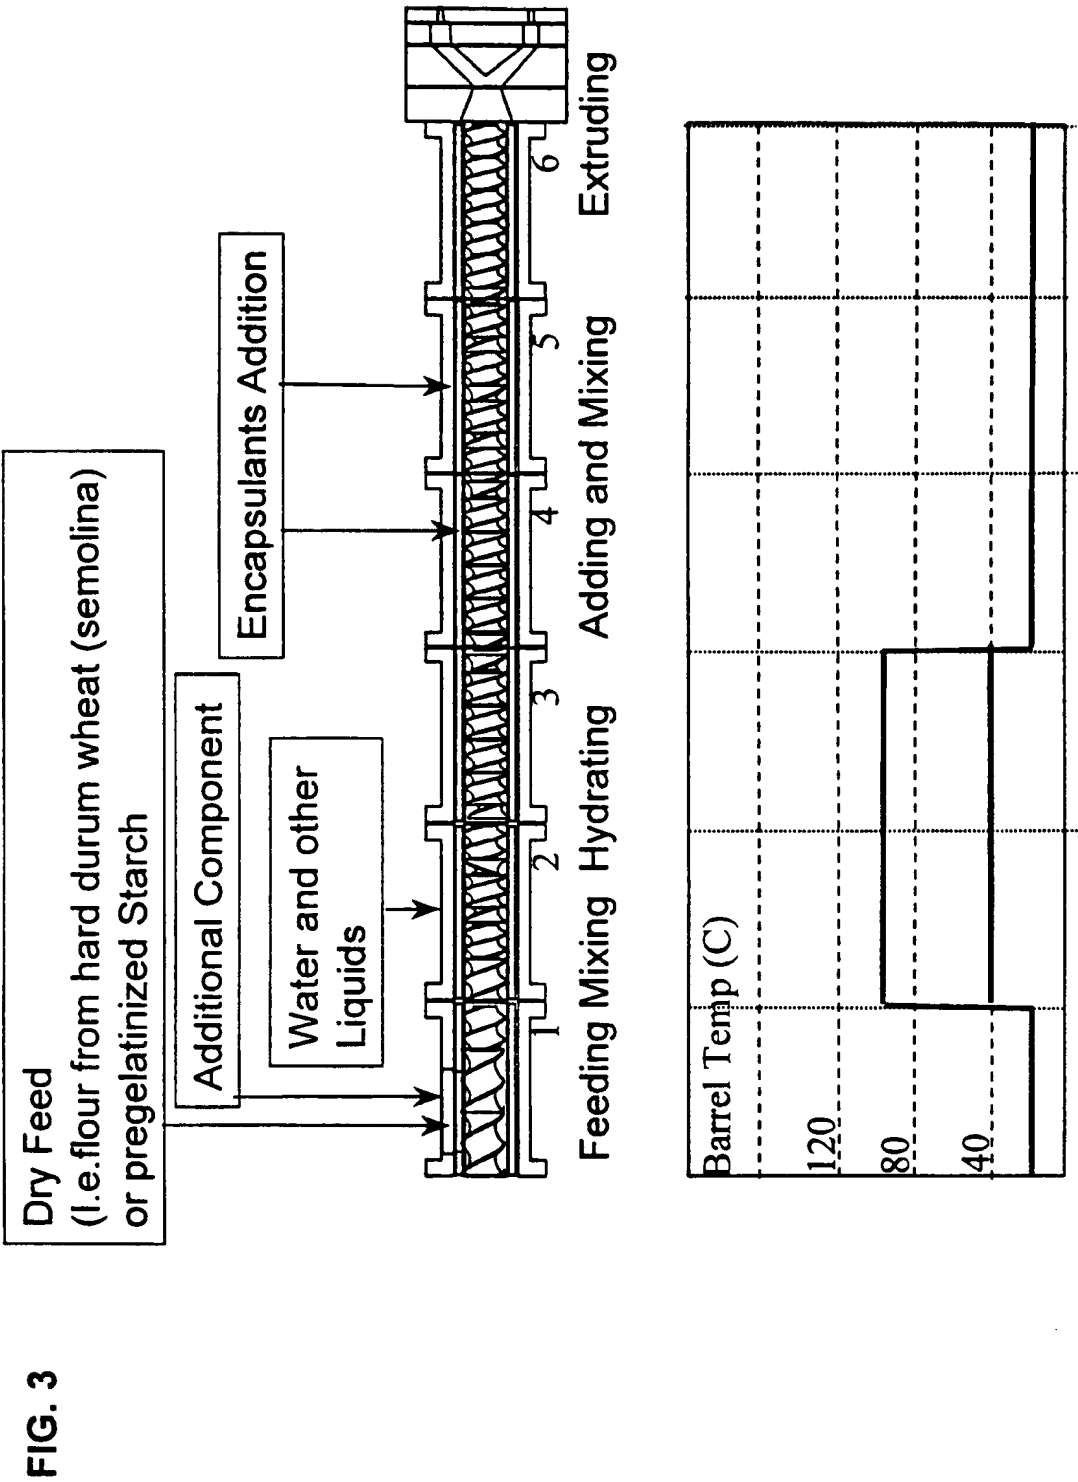 FIG. 3
Dry Feed
(I.e.flour from hard durum wheat (semolina)
or pregelatinized Starch
Additional Component
Water and other
Liquids
Encapsulants Addition
1
2
3
4
5
6
Feeding Mixing Hydrating Adding and Mixing Extruding
Barrel Temp (C)
120
80
40